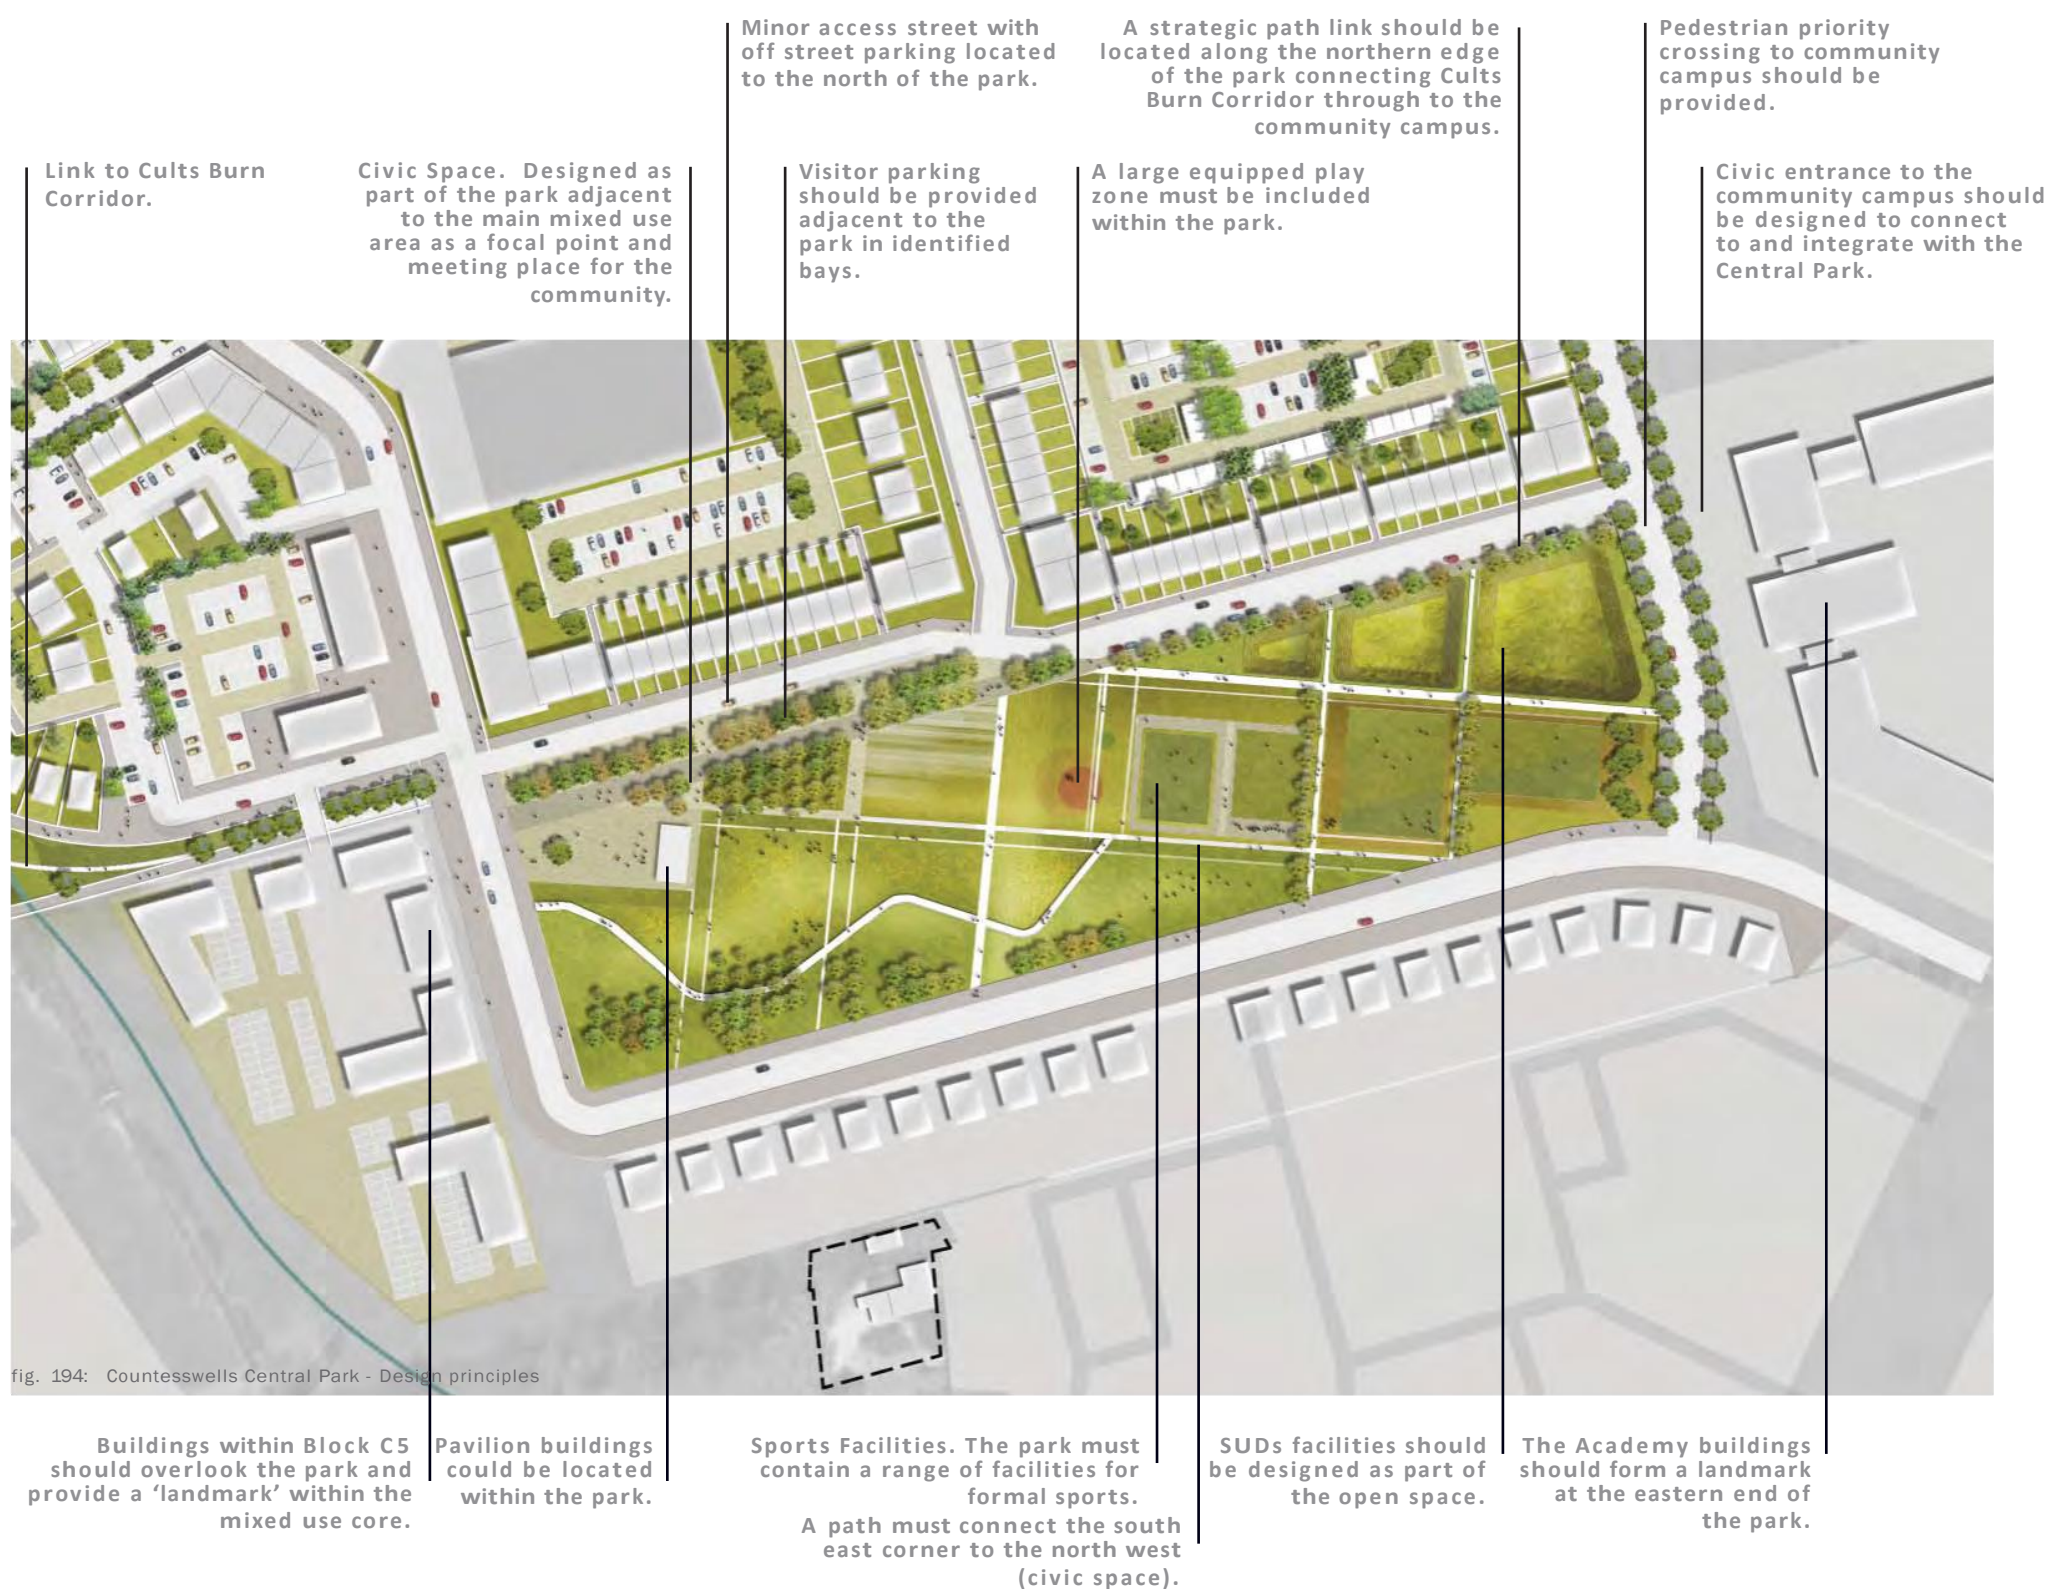 Minor access street with
off street parking located
to the north of the park.
A strategic path link should be
located along the northern edge
of the park connecting Cults
Burn Corridor through to the
community campus.
Pedestrian priority
crossing to community
campus should be
provided.
Link to Cults Burn
Corridor.
Civic Space. Designed as
part of the park adjacent
to the main mixed use
area as a focal point and
meeting place for the
community.
Visitor parking
should be provided
adjacent to the
park in identified
bays.
A large equipped play
zone must be included
within the park.
Civic entrance to the
community campus should
be designed to connect
to and integrate with the
Central Park.
fig. 194: Countesswells Central Park - Design principles
Buildings within Block C5
should overlook the park and
provide a ‘landmark’ within the
mixed use core.
Pavilion buildings
could be located
within the park.
Sports Facilities. The park must
contain a range of facilities for
formal sports.
A path must connect the south
east corner to the north west
(civic space).
SUDs facilities should
be designed as part of
the open space.
The Academy buildings
should form a landmark
at the eastern end of
the park.